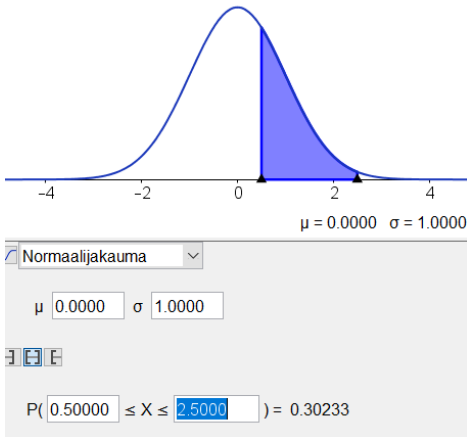 -4 -2 0 2 4
μ = 0.0000 σ = 1.0000
Normaalijakauma
μ 0.0000 σ 1.0000
P( 0.50000 ≤ X ≤ 2.5000 ) = 0.30233